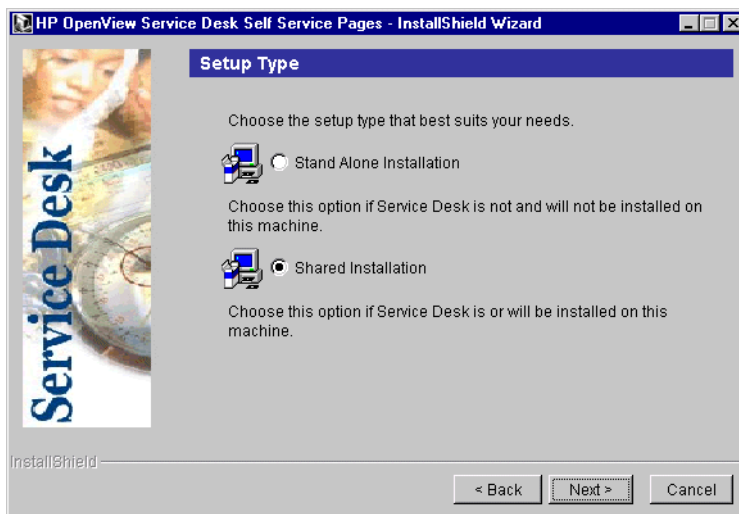 HP OpenView Service Desk Self Service Pages - InstallShield Wizard
Setup Type
Service Desk
Choose the setup type that best suits your needs.
Stand Alone Installation
Choose this option if Service Desk is not and will not be installed on
this machine.
Shared Installation
Choose this option if Service Desk is or will be installed on this
machine.
InstallShield
< Back
Next >
Cancel